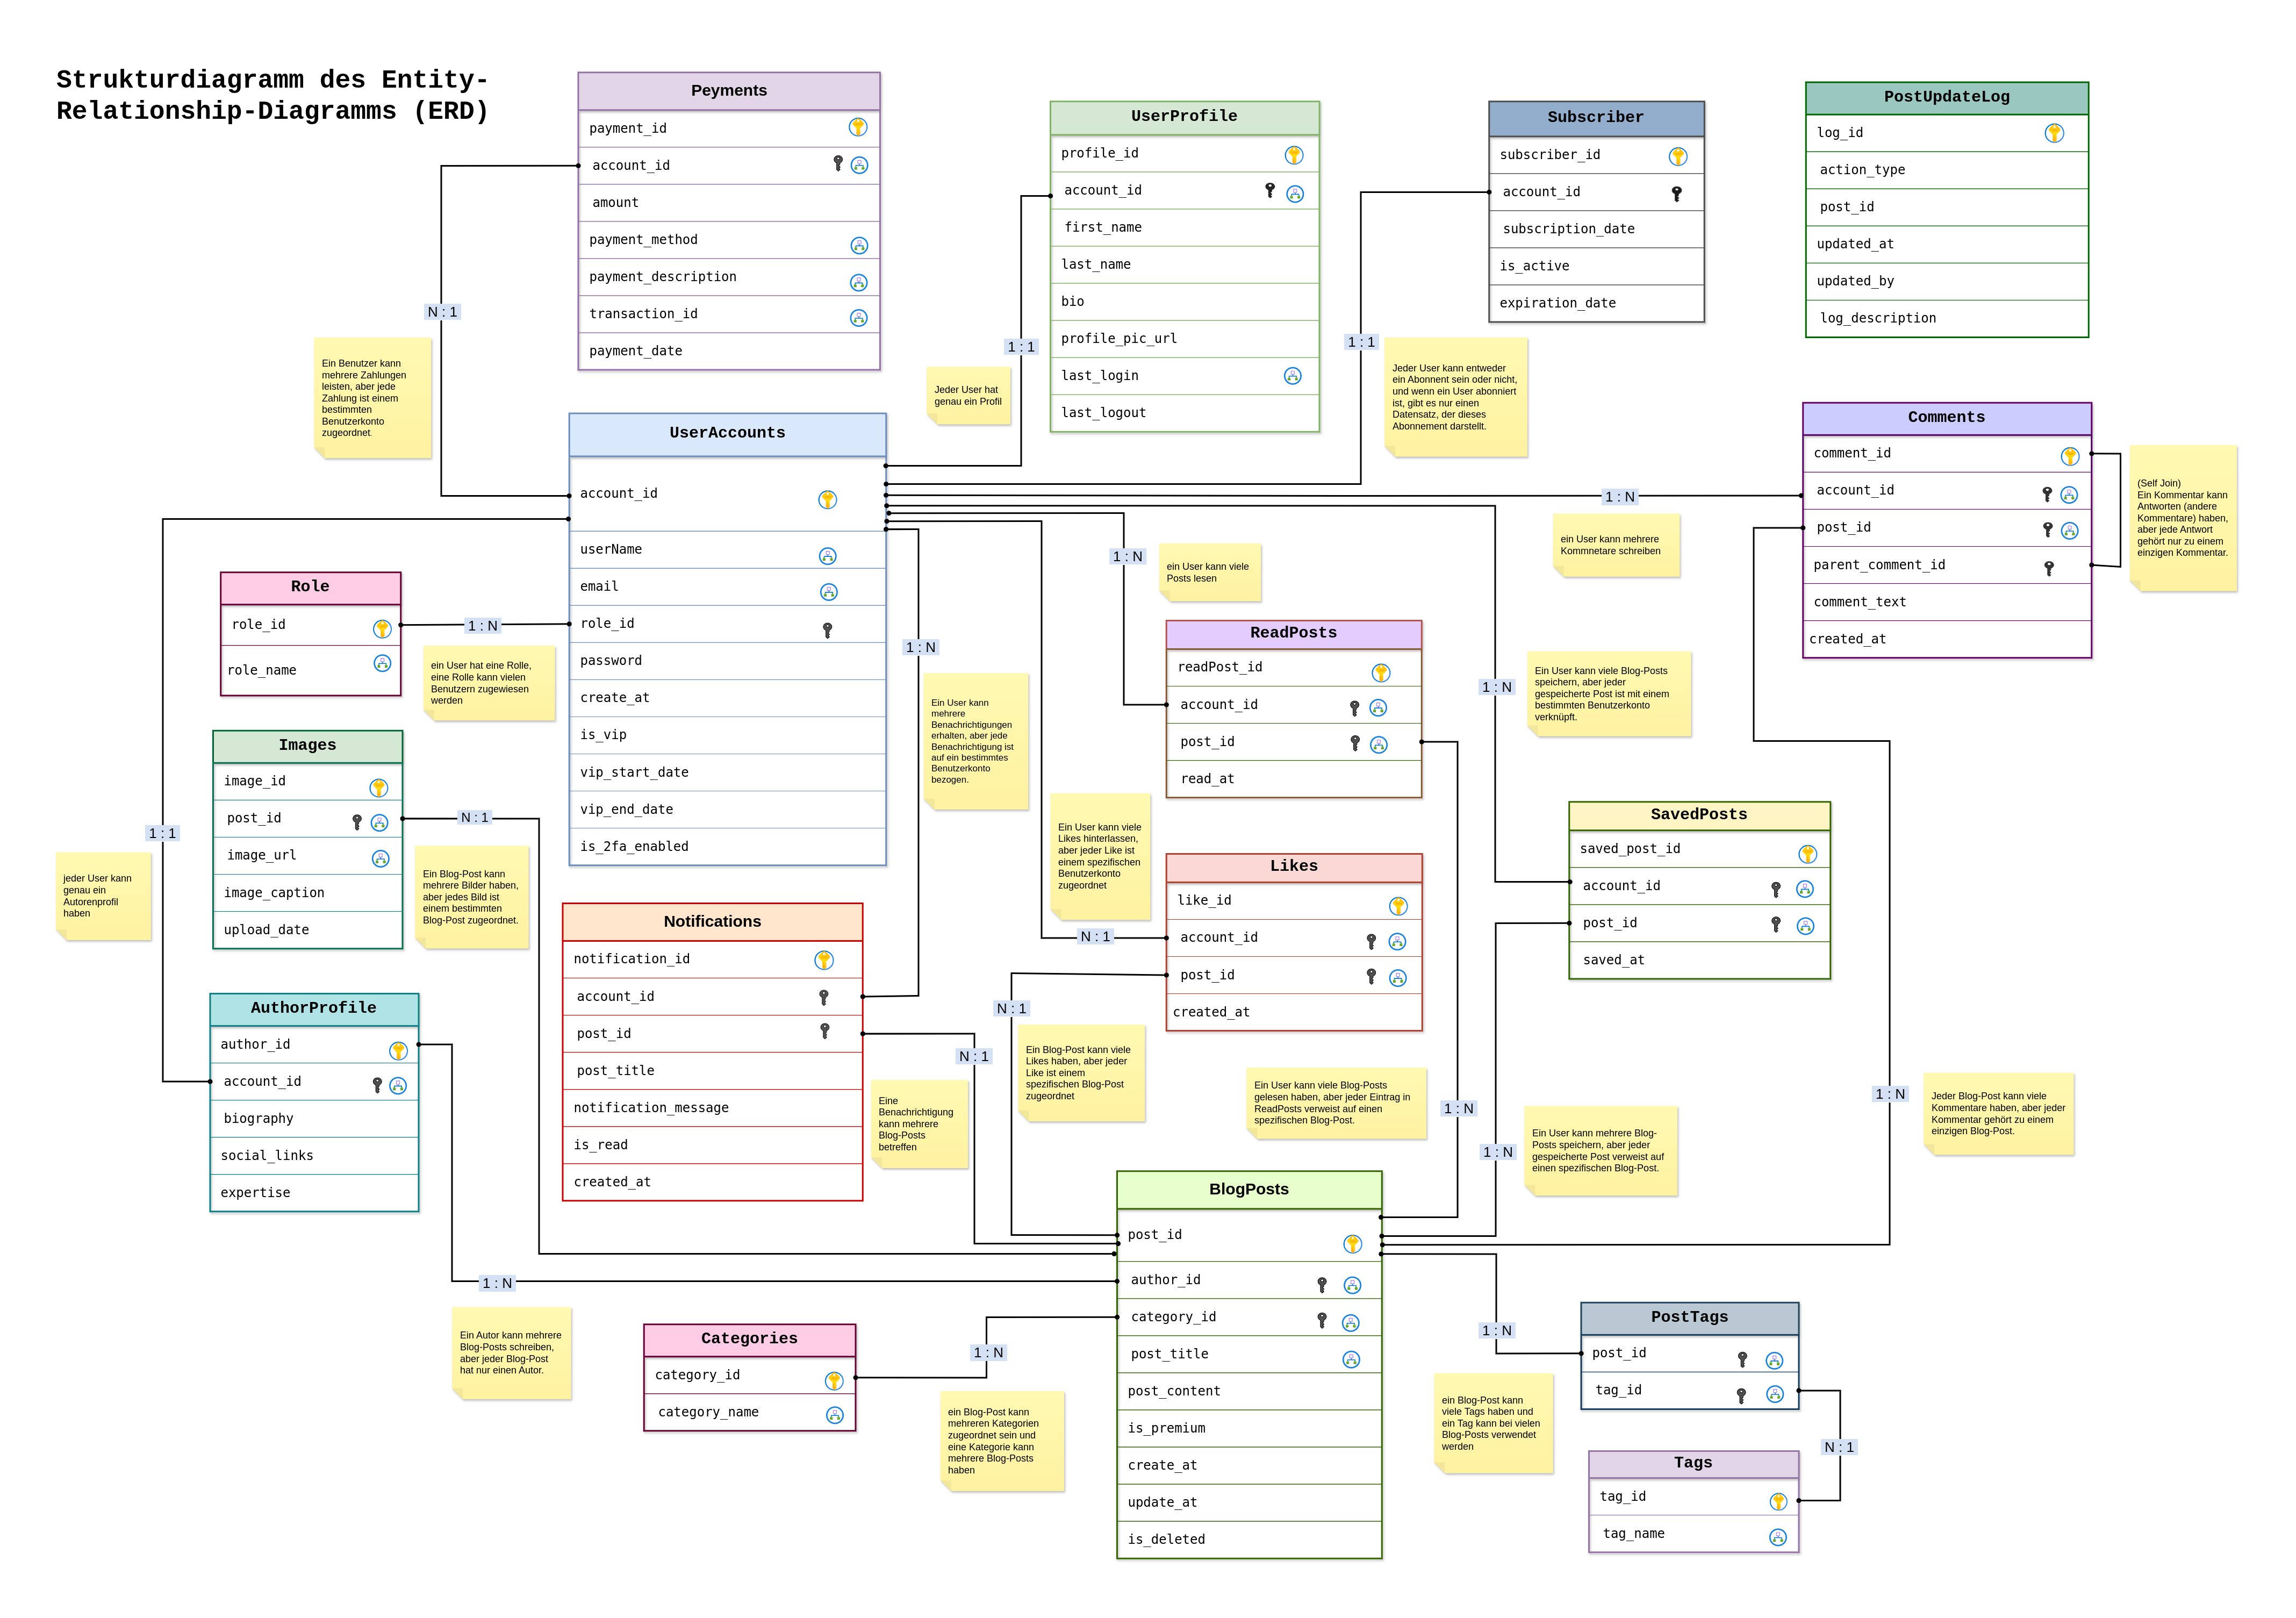 Strukturdiagramm des Entity-
Relationship-Diagramms (ERD)
Peyments
payment_id
account_id
amount
payment_method
payment_description
transaction_id
payment_date
UserProfile
profile_id
account_id
first_name
last_name
bio
profile_pic_url
last_login
last_logout
Subscriber
subscriber_id
account_id
subscription_date
is_active
expiration_date
PostUpdateLog
log_id
action_type
post_id
updated_at
updated_by
log_description
N : 1
Ein Benutzer kann
mehrere Zahlungen
leisten, aber jede
Zahlung ist einem
bestimmten
Benutzerkonto
zugeordnet.
1 : 1
Jeder User hat
genau ein Profil
1 : 1
Jeder User kann entweder
ein Abonnent sein oder nicht,
und wenn ein User abonniert
ist, gibt es nur einen
Datensatz, der dieses
Abonnement darstellt.
Comments
comment_id
account_id
post_id
parent_comment_id
comment_text
created_at
(Self Join)
Ein Kommentar kann
Antworten (andere
Kommentare) haben,
aber jede Antwort
gehört nur zu einem
einzigen Kommentar.
UserAccounts
account_id
userName
email
role_id
password
create_at
is_vip
vip_start_date
vip_end_date
is_2fa_enabled
1 : N
ein User kann mehrere
Kommnetare schreiben
1 : N
ein User kann viele
Posts lesen
Role
role_id
role_name
1 : N
ein User hat eine Rolle,
eine Rolle kann vielen
Benutzern zugewiesen
werden
1 : N
Ein User kann
mehrere
Benachrichtigungen
erhalten, aber jede
Benachrichtigung ist
auf ein bestimmtes
Benutzerkonto
bezogen.
ReadPosts
readPost_id
account_id
post_id
read_at
1 : N
Ein User kann viele Blog-Posts
speichern, aber jeder
gespeicherte Post ist mit einem
bestimmten Benutzerkonto
verknüpft.
Images
image_id
post_id
image_url
image_caption
upload_date
N : 1
Ein Blog-Post kann
mehrere Bilder haben,
aber jedes Bild ist
einem bestimmten
Blog-Post zugeordnet.
1 : 1
jeder User kann
genau ein
Autorenprofil
haben
Ein User kann viele
Likes hinterlassen,
aber jeder Like ist
einem spezifischen
Benutzerkonto
zugeordnet
N : 1
Likes
like_id
account_id
post_id
created_at
SavedPosts
saved_post_id
account_id
post_id
saved_at
Notifications
notification_id
account_id
post_id
post_title
notification_message
is_read
created_at
AuthorProfile
author_id
account_id
biography
social_links
expertise
N : 1
Eine
Benachrichtigung
kann mehrere
Blog-Posts
betreffen
N : 1
Ein Blog-Post kann viele
Likes haben, aber jeder
Like ist einem
spezifischen Blog-Post
zugeordnet
Ein User kann viele Blog-Posts
gelesen haben, aber jeder Eintrag in
ReadPosts verweist auf einen
spezifischen Blog-Post.
1 : N
1 : N
Ein User kann mehrere Blog-
Posts speichern, aber jeder
gespeicherte Post verweist auf
einen spezifischen Blog-Post.
1 : N
Jeder Blog-Post kann viele
Kommentare haben, aber jeder
Kommentar gehört zu einem
einzigen Blog-Post.
BlogPosts
post_id
author_id
category_id
post_title
post_content
is_premium
create_at
update_at
is_deleted
1 : N
Ein Autor kann mehrere
Blog-Posts schreiben,
aber jeder Blog-Post
hat nur einen Autor.
Categories
category_id
category_name
1 : N
ein Blog-Post kann
mehreren Kategorien
zugeordnet sein und
eine Kategorie kann
mehrere Blog-Posts
haben
1 : N
ein Blog-Post kann
viele Tags haben und
ein Tag kann bei vielen
Blog-Posts verwendet
werden
PostTags
post_id
tag_id
N : 1
Tags
tag_id
tag_name